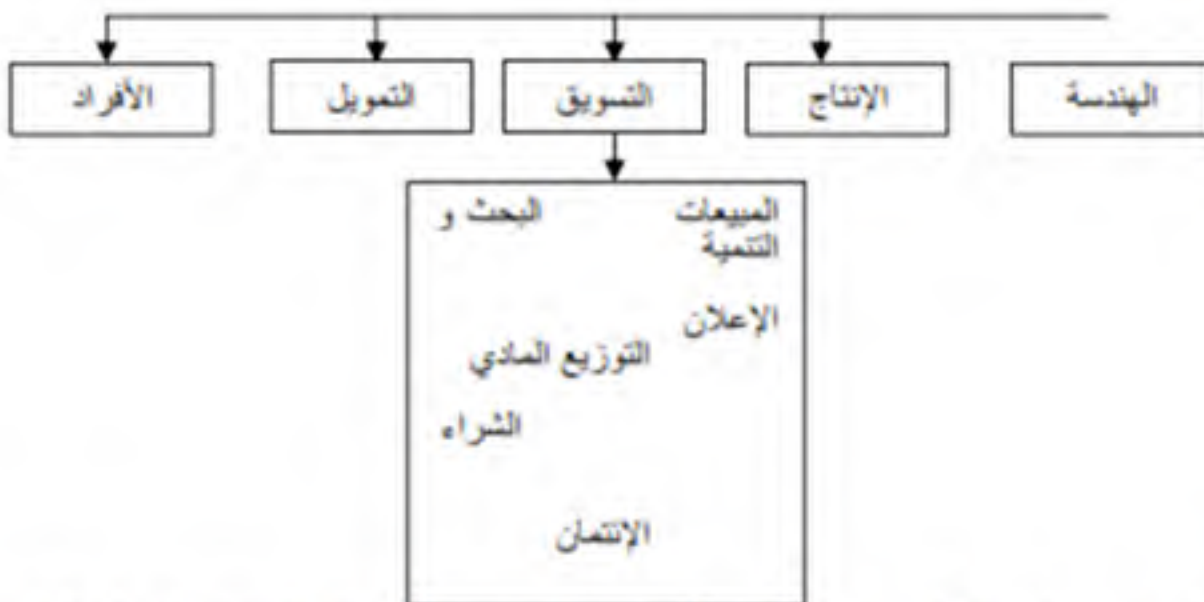 الهندسة
الإنتاج
التسويق
التمويل
الأفراد
المبيعات البحث و
التنمية
الإعلان
التوزيع المادي
الشراء
الإئتمان